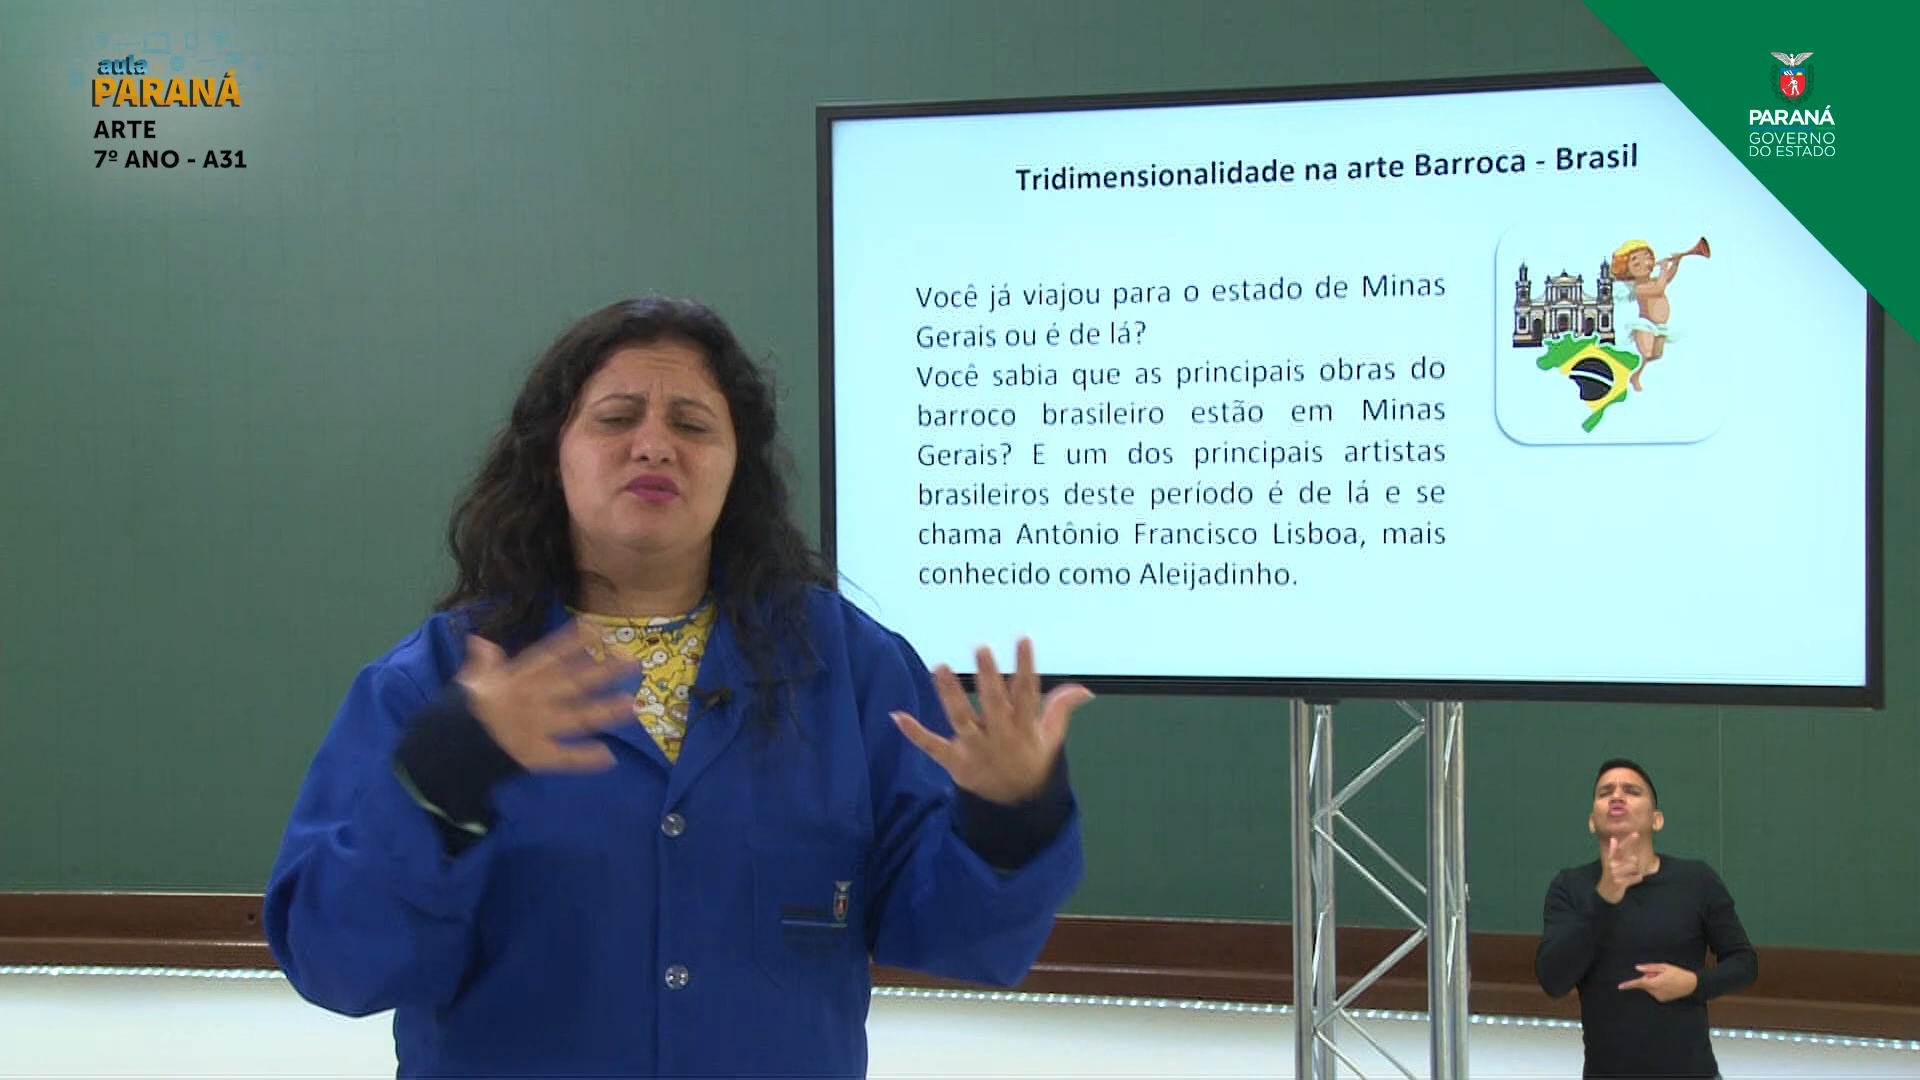 aula
PARANÁ
ARTE
7º ANO - A31
PARANÁ
GOVERNO
DO ESTADO
Tridimensionalidade na arte Barroca - Brasil
Você já viajou para o estado de Minas
Gerais ou é de lá?
Você sabia que as principais obras do
barroco brasileiro estão em Minas
Gerais? E um dos principais artistas
brasileiros deste período é de lá e se
chama Antônio Francisco Lisboa, mais
conhecido como Aleijadinho.